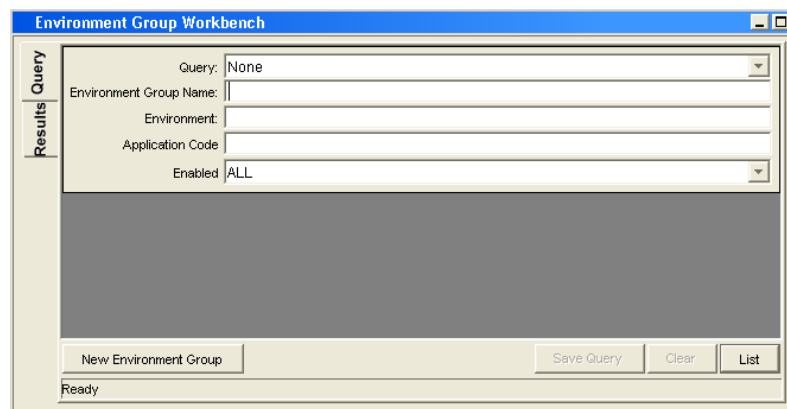 Environment Group Workbench
Query
Results
Query: None
Environment Group Name:
Environment:
Application Code
Enabled ALL
New Environment Group Save Query Clear List
Ready